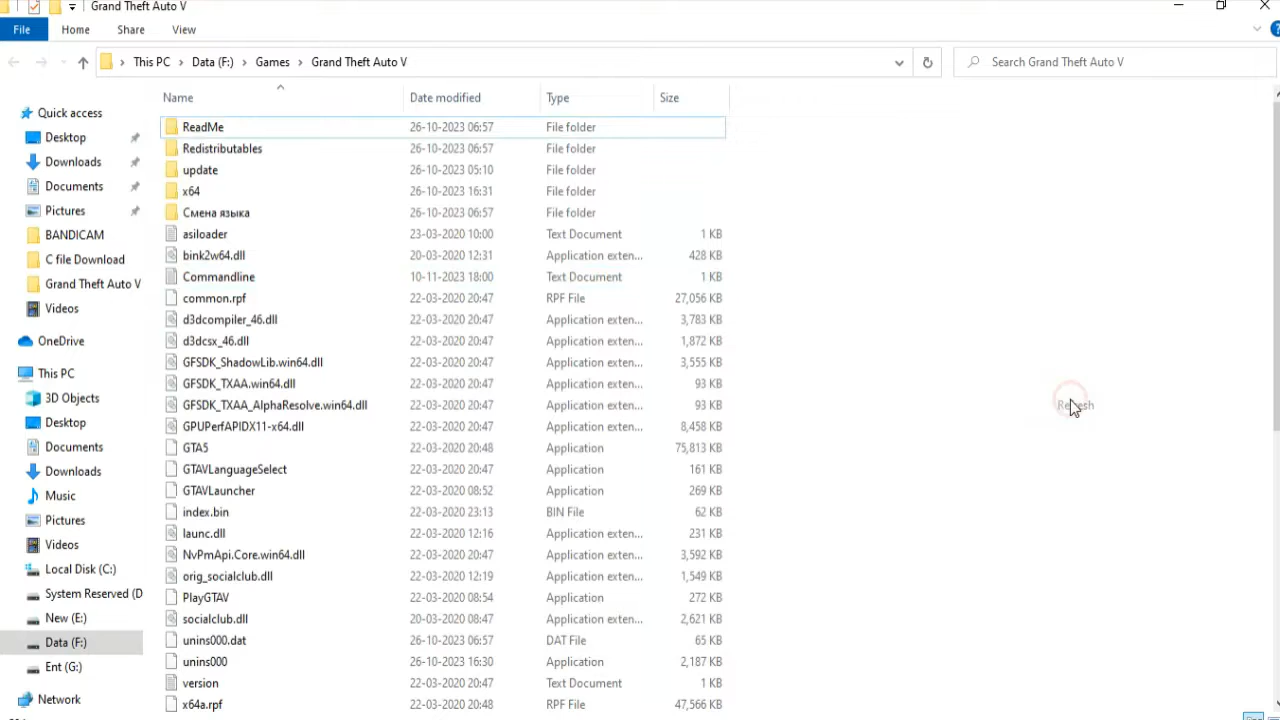 Grand Theft Auto V
File Home Share View
This PC > Data (F:) > Games > Grand Theft Auto V
Search Grand Theft Auto V
Name Date modified Type Size
Quick access
Desktop
Downloads
Documents
Pictures
BANDICAM
C file Download
Grand Theft Auto V
Videos
OneDrive
This PC
3D Objects
Desktop
Documents
Downloads
Music
Pictures
Videos
Local Disk (C:)
System Reserved (D
New (E:)
Data (F:)
Ent (G:)
Network
ReadMe 26-10-2023 06:57 File folder
Redistributables 26-10-2023 06:57 File folder
update 26-10-2023 05:10 File folder
x64 26-10-2023 16:31 File folder
Смена языка 26-10-2023 06:57 File folder
asiloader 23-03-2020 10:00 Text Document 1 KB
bink2w64.dll 20-03-2020 12:31 Application exten... 428 KB
Commandline 10-11-2023 18:00 Text Document 1 KB
common.rpf 22-03-2020 20:47 RPF File 27,056 KB
d3dcompiler_46.dll 22-03-2020 20:47 Application exten... 3,783 KB
d3dcsx_46.dll 22-03-2020 20:47 Application exten... 1,872 KB
GFSDK_ShadowLib.win64.dll 22-03-2020 20:47 Application exten... 3,555 KB
GFSDK_TXAA.win64.dll 22-03-2020 20:47 Application exten... 93 KB
GFSDK_TXAA_AlphaResolve.win64.dll 22-03-2020 20:47 Application exten... 93 KB
GPUPerfAPIDX11-x64.dll 22-03-2020 20:47 Application exten... 8,458 KB
GTA5 22-03-2020 20:48 Application 75,813 KB
GTAVLanguageSelect 22-03-2020 20:47 Application 161 KB
GTAVLauncher 22-03-2020 08:52 Application 269 KB
index.bin 22-03-2020 23:13 BIN File 62 KB
launc.dll 22-03-2020 12:16 Application exten... 231 KB
NvPmApi.Core.win64.dll 22-03-2020 20:47 Application exten... 3,592 KB
orig_socialclub.dll 22-03-2020 12:19 Application exten... 1,549 KB
PlayGTAV 22-03-2020 08:54 Application 272 KB
socialclub.dll 20-03-2020 08:47 Application exten... 2,621 KB
unins000.dat 26-10-2023 06:57 DAT File 65 KB
unins000 26-10-2023 16:30 Application 2,187 KB
version 22-03-2020 20:47 Text Document 1 KB
x64a.rpf 22-03-2020 20:48 RPF File 47,566 KB
Refresh